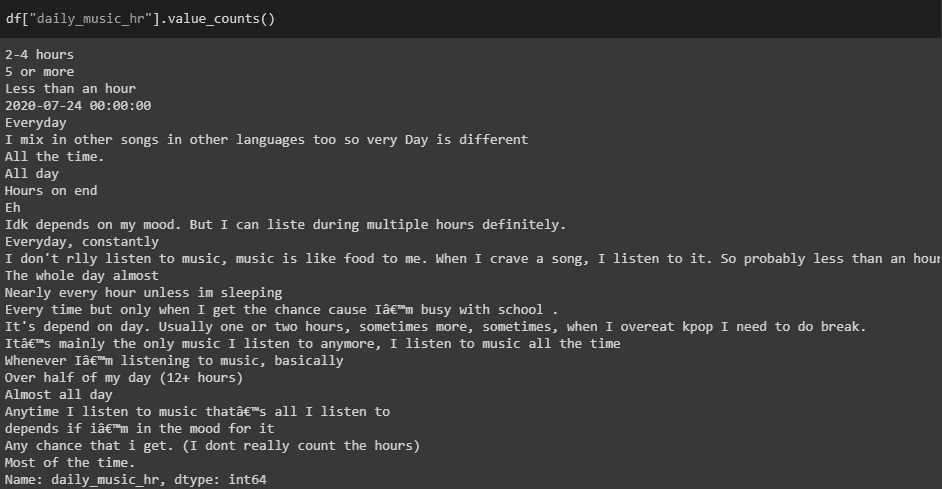 df["daily_music_hr"].value_counts()
2-4 hours
5 or more
Less than an hour
2020-07-24 00:00:00
Everyday
I mix in other songs in other languages too so very Day is different
All the time.
All day
Hours on end
Eh
Idk depends on my mood. But I can liste during multiple hours definitely.
Everyday, constantly
I don't rlly listen to music, music is like food to me. When I crave a song, I listen to it. So probably less than an hour
The whole day almost
Nearly every hour unless im sleeping
Every time but only when I get the chance cause Iâ€™m busy with school .
It's depend on day. Usually one or two hours, sometimes more, sometimes, when I overeat kpop I need to do break.
Itâ€™s mainly the only music I listen to anymore, I listen to music all the time
Whenever Iâ€™m listening to music, basically
Over half of my day (12+ hours)
Almost all day
Anytime I listen to music thatâ€™s all I listen to
depends if iâ€™m in the mood for it
Any chance that i get. (I dont really count the hours)
Most of the time.
Name: daily_music_hr, dtype: int64